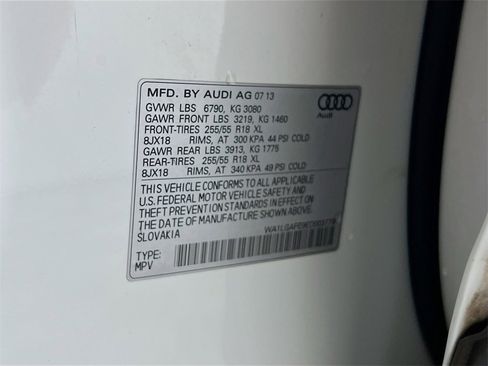 MFD. BY AUDI AG 07 13
GVWR LBS 6790, KG 3080
GAWR FRONT LBS 3219, KG 1460
FRONT-TIRES 255/55 R18 XL
8JX18 RIMS, AT 300 KPA 44 PSI COLD
GAWR REAR LBS 3913, KG 1775
REAR-TIRES 255/55 R18 XL
8JX18 RIMS, AT 340 KPA 49 PSI COLD
Audi
THIS VEHICLE CONFORMS TO ALL APPLICABLE
U.S. FEDERAL MOTOR VEHICLE SAFETY AND
THEFT PREVENTION STANDARDS IN EFFECT ON
THE DATE OF MANUFACTURE SHOWN ABOVE
SLOVAKIA
TYPE:
MPV